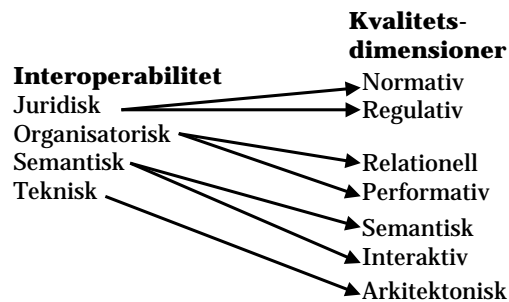 Kvalitets-
dimensioner
Interoperabilitet
Normativ
Juridisk
Regulativ
Organisatorisk
Semantisk
Relationell
Teknisk
Performativ
Semantisk
Interaktiv
Arkitektonisk